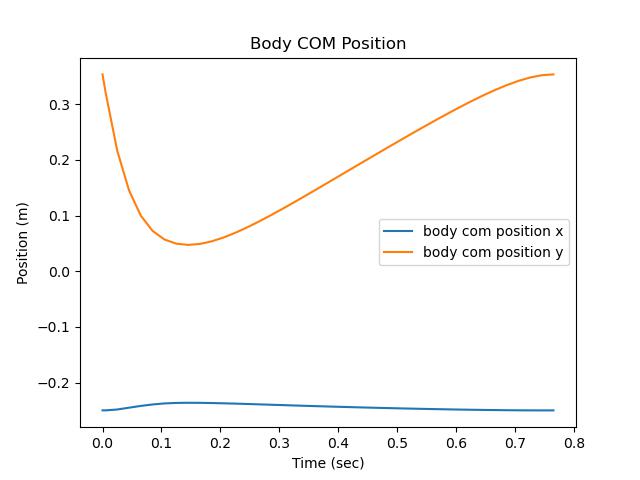 Body COM Position
Position (m)
0.3
0.2
0.1
0.0
−0.1
−0.2
body com position x
body com position y
0.0 0.1 0.2 0.3 0.4 0.5 0.6 0.7 0.8
Time (sec)